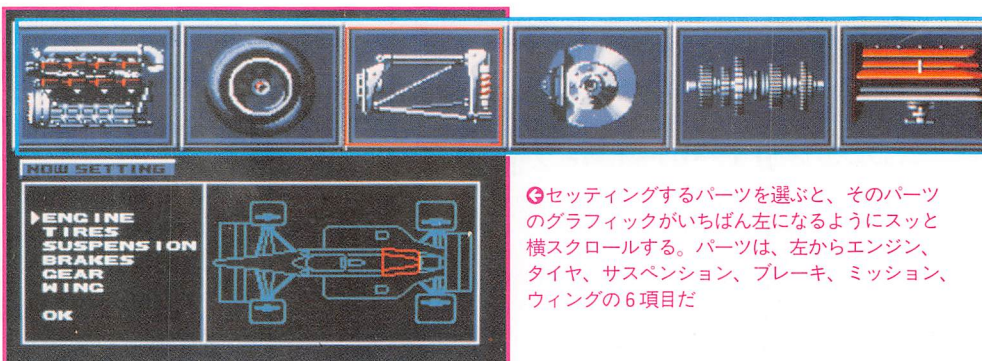 NOW SETTING
ENGINE
TIRES
SUSPENSION
BRAKES
GEAR
WING
OK
セッティングするパーツを選ぶと、そのパーツ
のグラフィックがいちばん左になるようにスッと
横スクロールする。パーツは、左からエンジン、
タイヤ、サスペンション、ブレーキ、ミッション、
ウィングの6項目だ